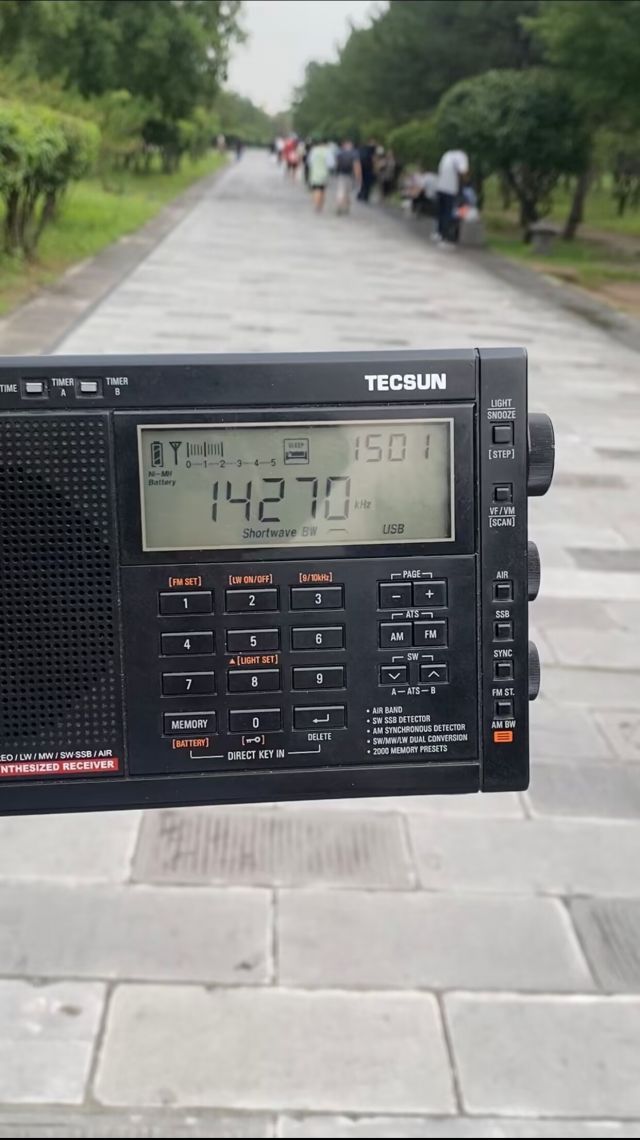 TIME TIMER A TIMER B
TECSUN
LIGHT
SNOOZE
[STEP]
SLEEP
1501
0-1-2-3-4-5
Ni-MH
Battery
14270 kHz
Shortwave BW USB
VF/VM
[SCAN]
[FM SET] [LW ON/OFF] [9/10kHz]
1 2 3
PAGE
- +
AIR
4 5 6
ATS
AM FM
SSB
▲[LIGHT SET]
7 8 9
SW
A—ATS—B
SYNC
FM ST.
MEMORY 0
[BATTERY] DELETE
DIRECT KEY IN
• AIR BAND
• SW SSB DETECTOR
• AM SYNCHRONOUS DETECTOR
• SW/MW/LW DUAL CONVERSION
• 2000 MEMORY PRESETS
AM BW
EO / LW / MW / SW-SSB / AIR
NTHESIZED RECEIVER